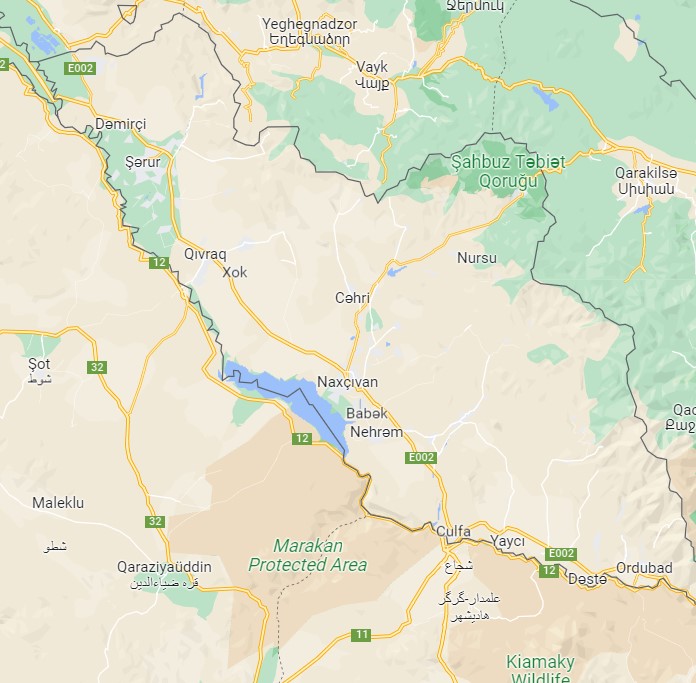 Ջերմուկ
Yeghegnadzor
Եղեգնաձոր
2
E002
Vayk
Վայք
Dəmirçi
Şərur
Şahbuz Təbiət
Qoruğu
Qarakilsə
Սիսիան
12
Qıvraq
Xok
Nursu
Cəhri
Şot
شوط
32
Naxçıvan
Babək
Nehrəm
12
E002
Maleklu
شطو
32
Culfa
Yaycı
E002
12
Dəstə
Ordubad
Marakan
Protected Area
Qaraziyaüddin
قره ضیاءالدین
شجاع
علمدار-گرگر
هادیشهر
11
Kiamaky
Wildlife